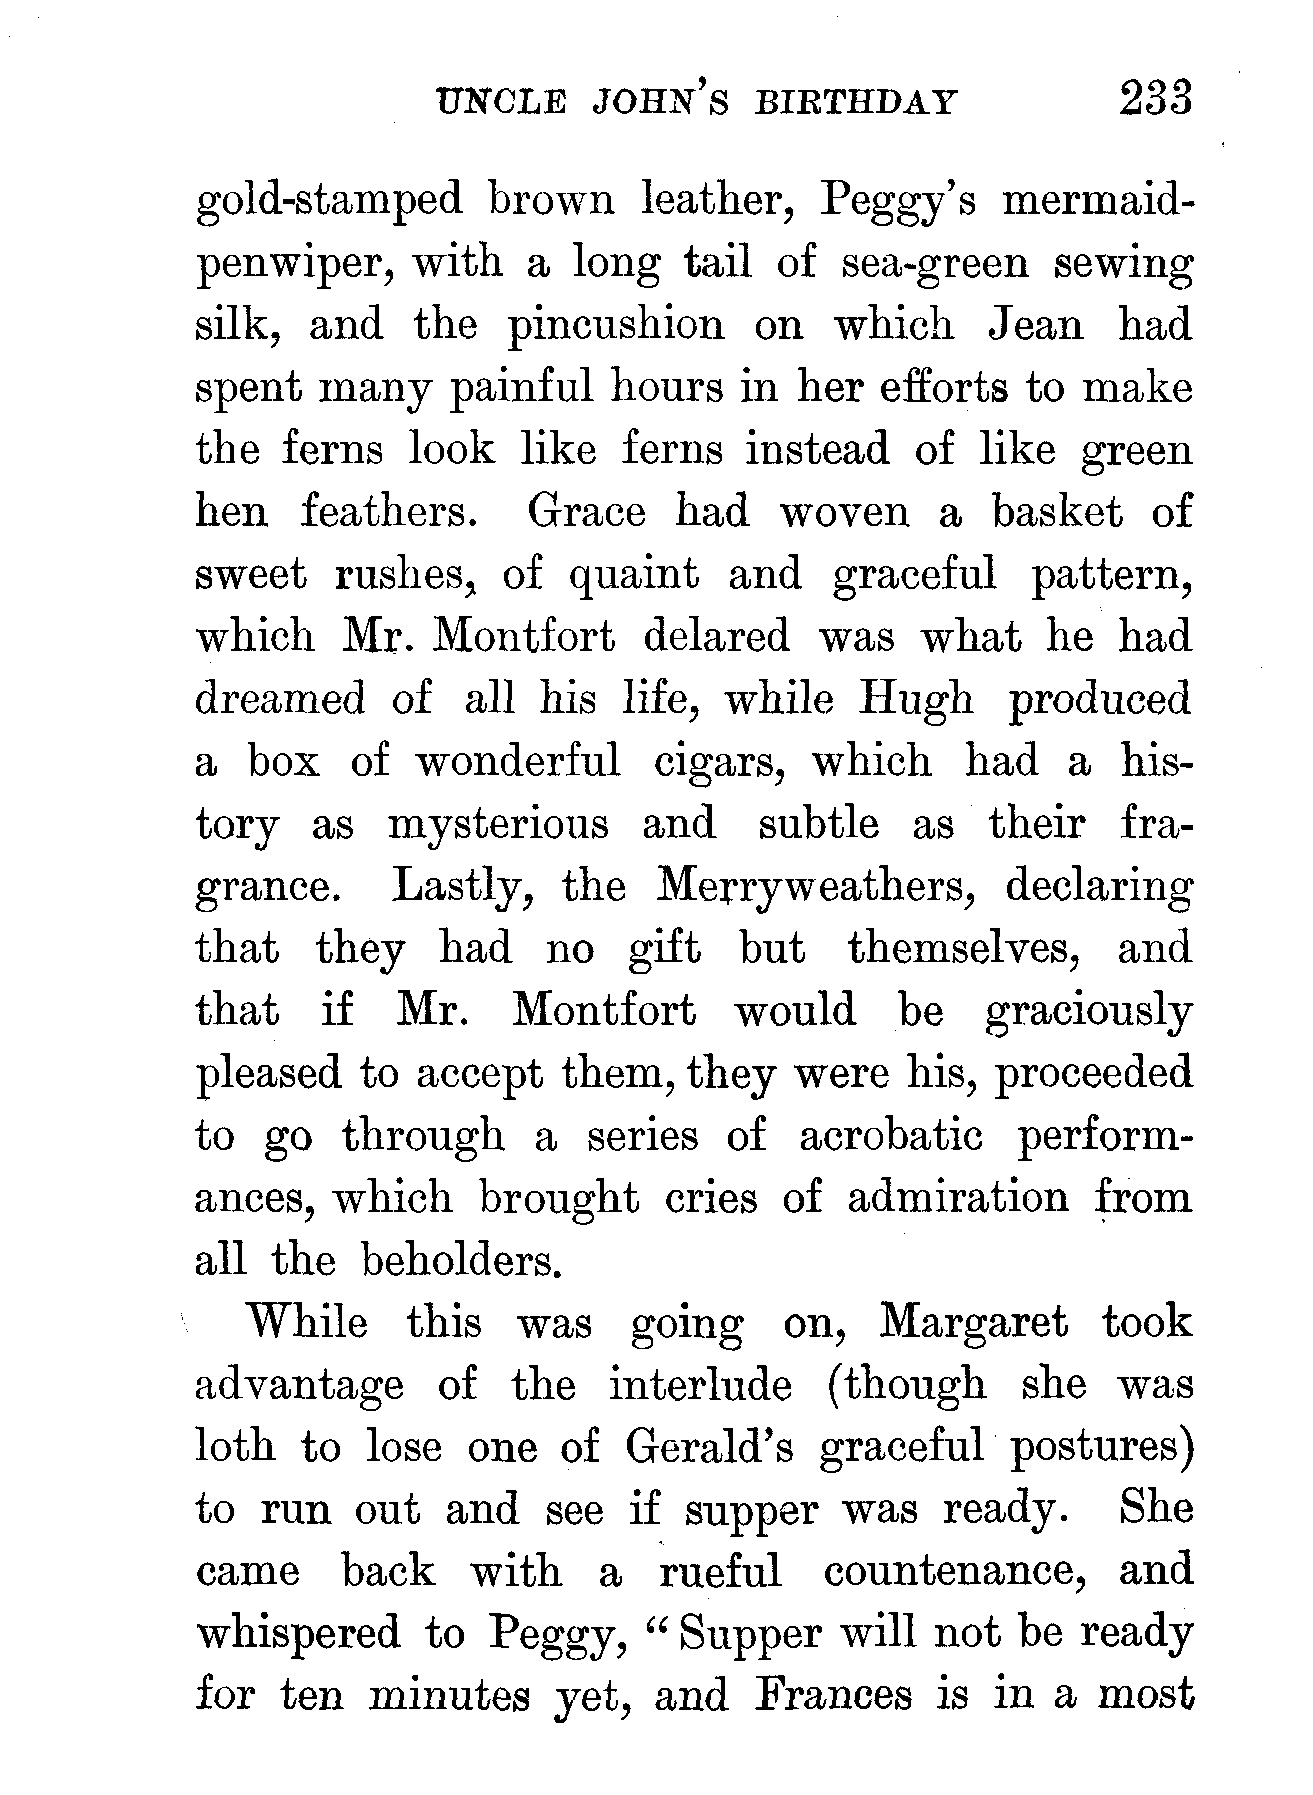 UNCLE JOHN'S BIRTHDAY 233
gold-stamped brown leather, Peggy's mermaid-
penwiper, with a long tail of sea-green sewing
silk, and the pincushion on which Jean had
spent many painful hours in her efforts to make
the ferns look like ferns instead of like green
hen feathers. Grace had woven a basket of
sweet rushes, of quaint and graceful pattern,
which Mr. Montfort delared was what he had
dreamed of all his life, while Hugh produced
a box of wonderful cigars, which had a his-
tory as mysterious and subtle as their fra-
grance. Lastly, the Merryweathers, declaring
that they had no gift but themselves, and
that if Mr. Montfort would be graciously
pleased to accept them, they were his, proceeded
to go through a series of acrobatic perform-
ances, which brought cries of admiration from
all the beholders.
While this was going on, Margaret took
advantage of the interlude (though she was
loth to lose one of Gerald's graceful postures)
to run out and see if supper was ready. She
came back with a rueful countenance, and
whispered to Peggy, "Supper will not be ready
for ten minutes yet, and Frances is in a most